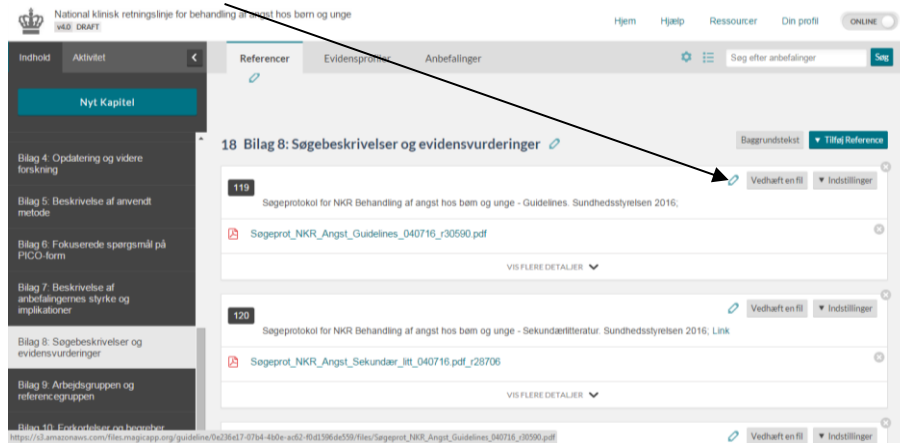 National klinisk retningslinje for behandling af angst hos børn og unge
v4.0 DRAFT
Hjem Hjælp Ressourcer Din profil ONLINE
Indhold Aktivitet
Referencer Evidensprofiler Anbefalinger
Søg efter anbefalinger Søg
Nyt Kapitel
Bilag 4: Opdatering og videre
forskning
Bilag 5: Beskrivelse af anvendt
metode
Bilag 6: Fokuserede spørgsmål på
PICO-form
Bilag 7: Beskrivelse af
anbefalingernes styrke og
implikationer
Bilag 8: Søgebeskrivelser og
evidensvurderinger
Bilag 9: Arbejdsgruppen og
referencegruppen
Bilag 10: Forkortelser og begreber
18 Bilag 8: Søgebeskrivelser og evidensvurderinger
Baggrundstekst Tilføj Reference
119
Vedhæft en fil Indstillinger
Søgeprotokol for NKR Behandling af angst hos børn og unge - Guidelines. Sundhedsstyrelsen 2016;
Søgeprot_NKR_Angst_Guidelines_040716_r30590.pdf
VIS FLERE DETALJER
120
Vedhæft en fil Indstillinger
Søgeprotokol for NKR Behandling af angst hos børn og unge - Sekundærlitteratur. Sundhedsstyrelsen 2016; Link
Søgeprot_NKR_Angst_Sekundær_litt_040716.pdf_r28706
VIS FLERE DETALJER
Vedhæft en fil Indstillinger
https://s3.amazonaws.com/files.magicapp.org/guideline/0e236e17-07b4-4b0e-ac62-f0d1596de559/files/Søgeprot_NKR_Angst_Guidelines_040716_r30590.pdf